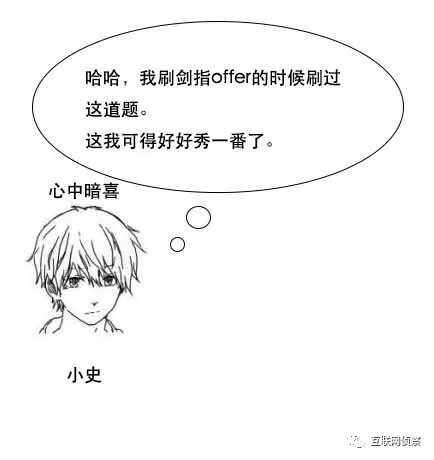 哈哈，我刷剑指offer的时候刷过
这道题。
这我可得好好秀一番了。
心中暗喜
小史
互联网侦察